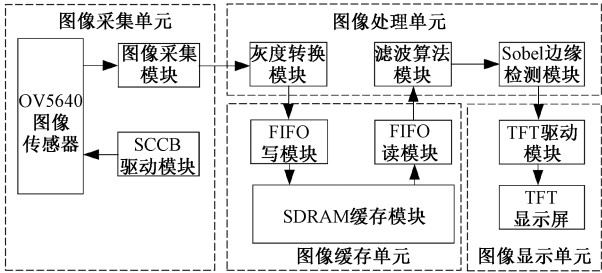 图像采集单元
OV5640
图像
传感器
图像采集
模块
SCCB
驱动模块
图像处理单元
灰度转换
模块
滤波算法
模块
Sobel边缘
检测模块
FIFO
写模块
FIFO
读模块
SDRAM缓存模块
图像缓存单元
TFT驱动
模块
TFT
显示屏
图像显示单元